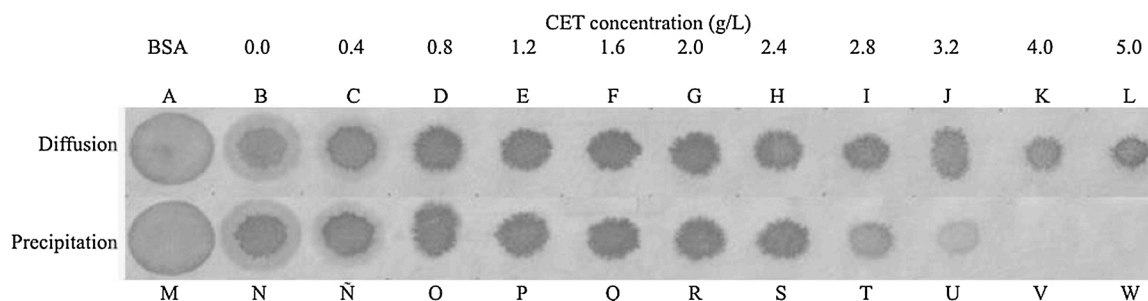 CET concentration (g/L)
BSA 0.0 0.4 0.8 1.2 1.6 2.0 2.4 2.8 3.2 4.0 5.0
A B C D E F G H I J K L
Diffusion
Precipitation
M N Ñ O P Q R S T U V W